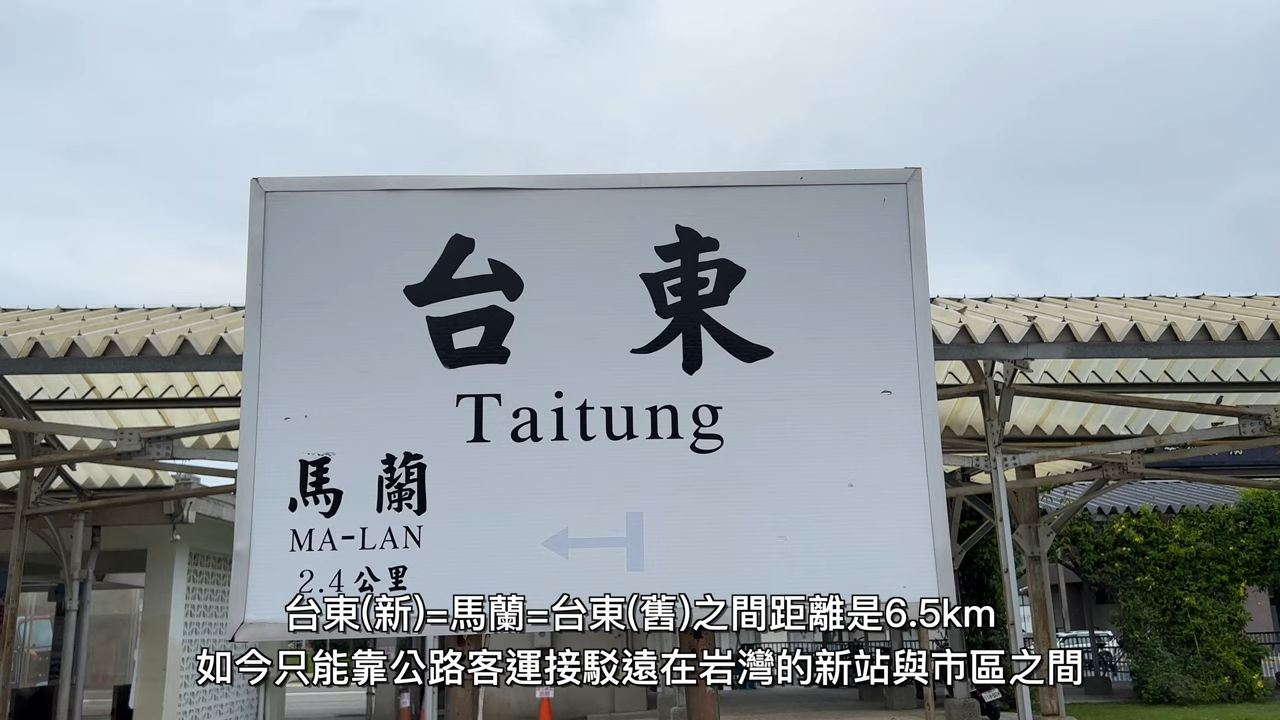 台東
Taitung
馬蘭
MA-LAN
2.4公里
台東(新)=馬蘭=台東(舊)之間距離是6.5km
如今只能靠公路客運接駁遠在岩灣的新站與市區之間